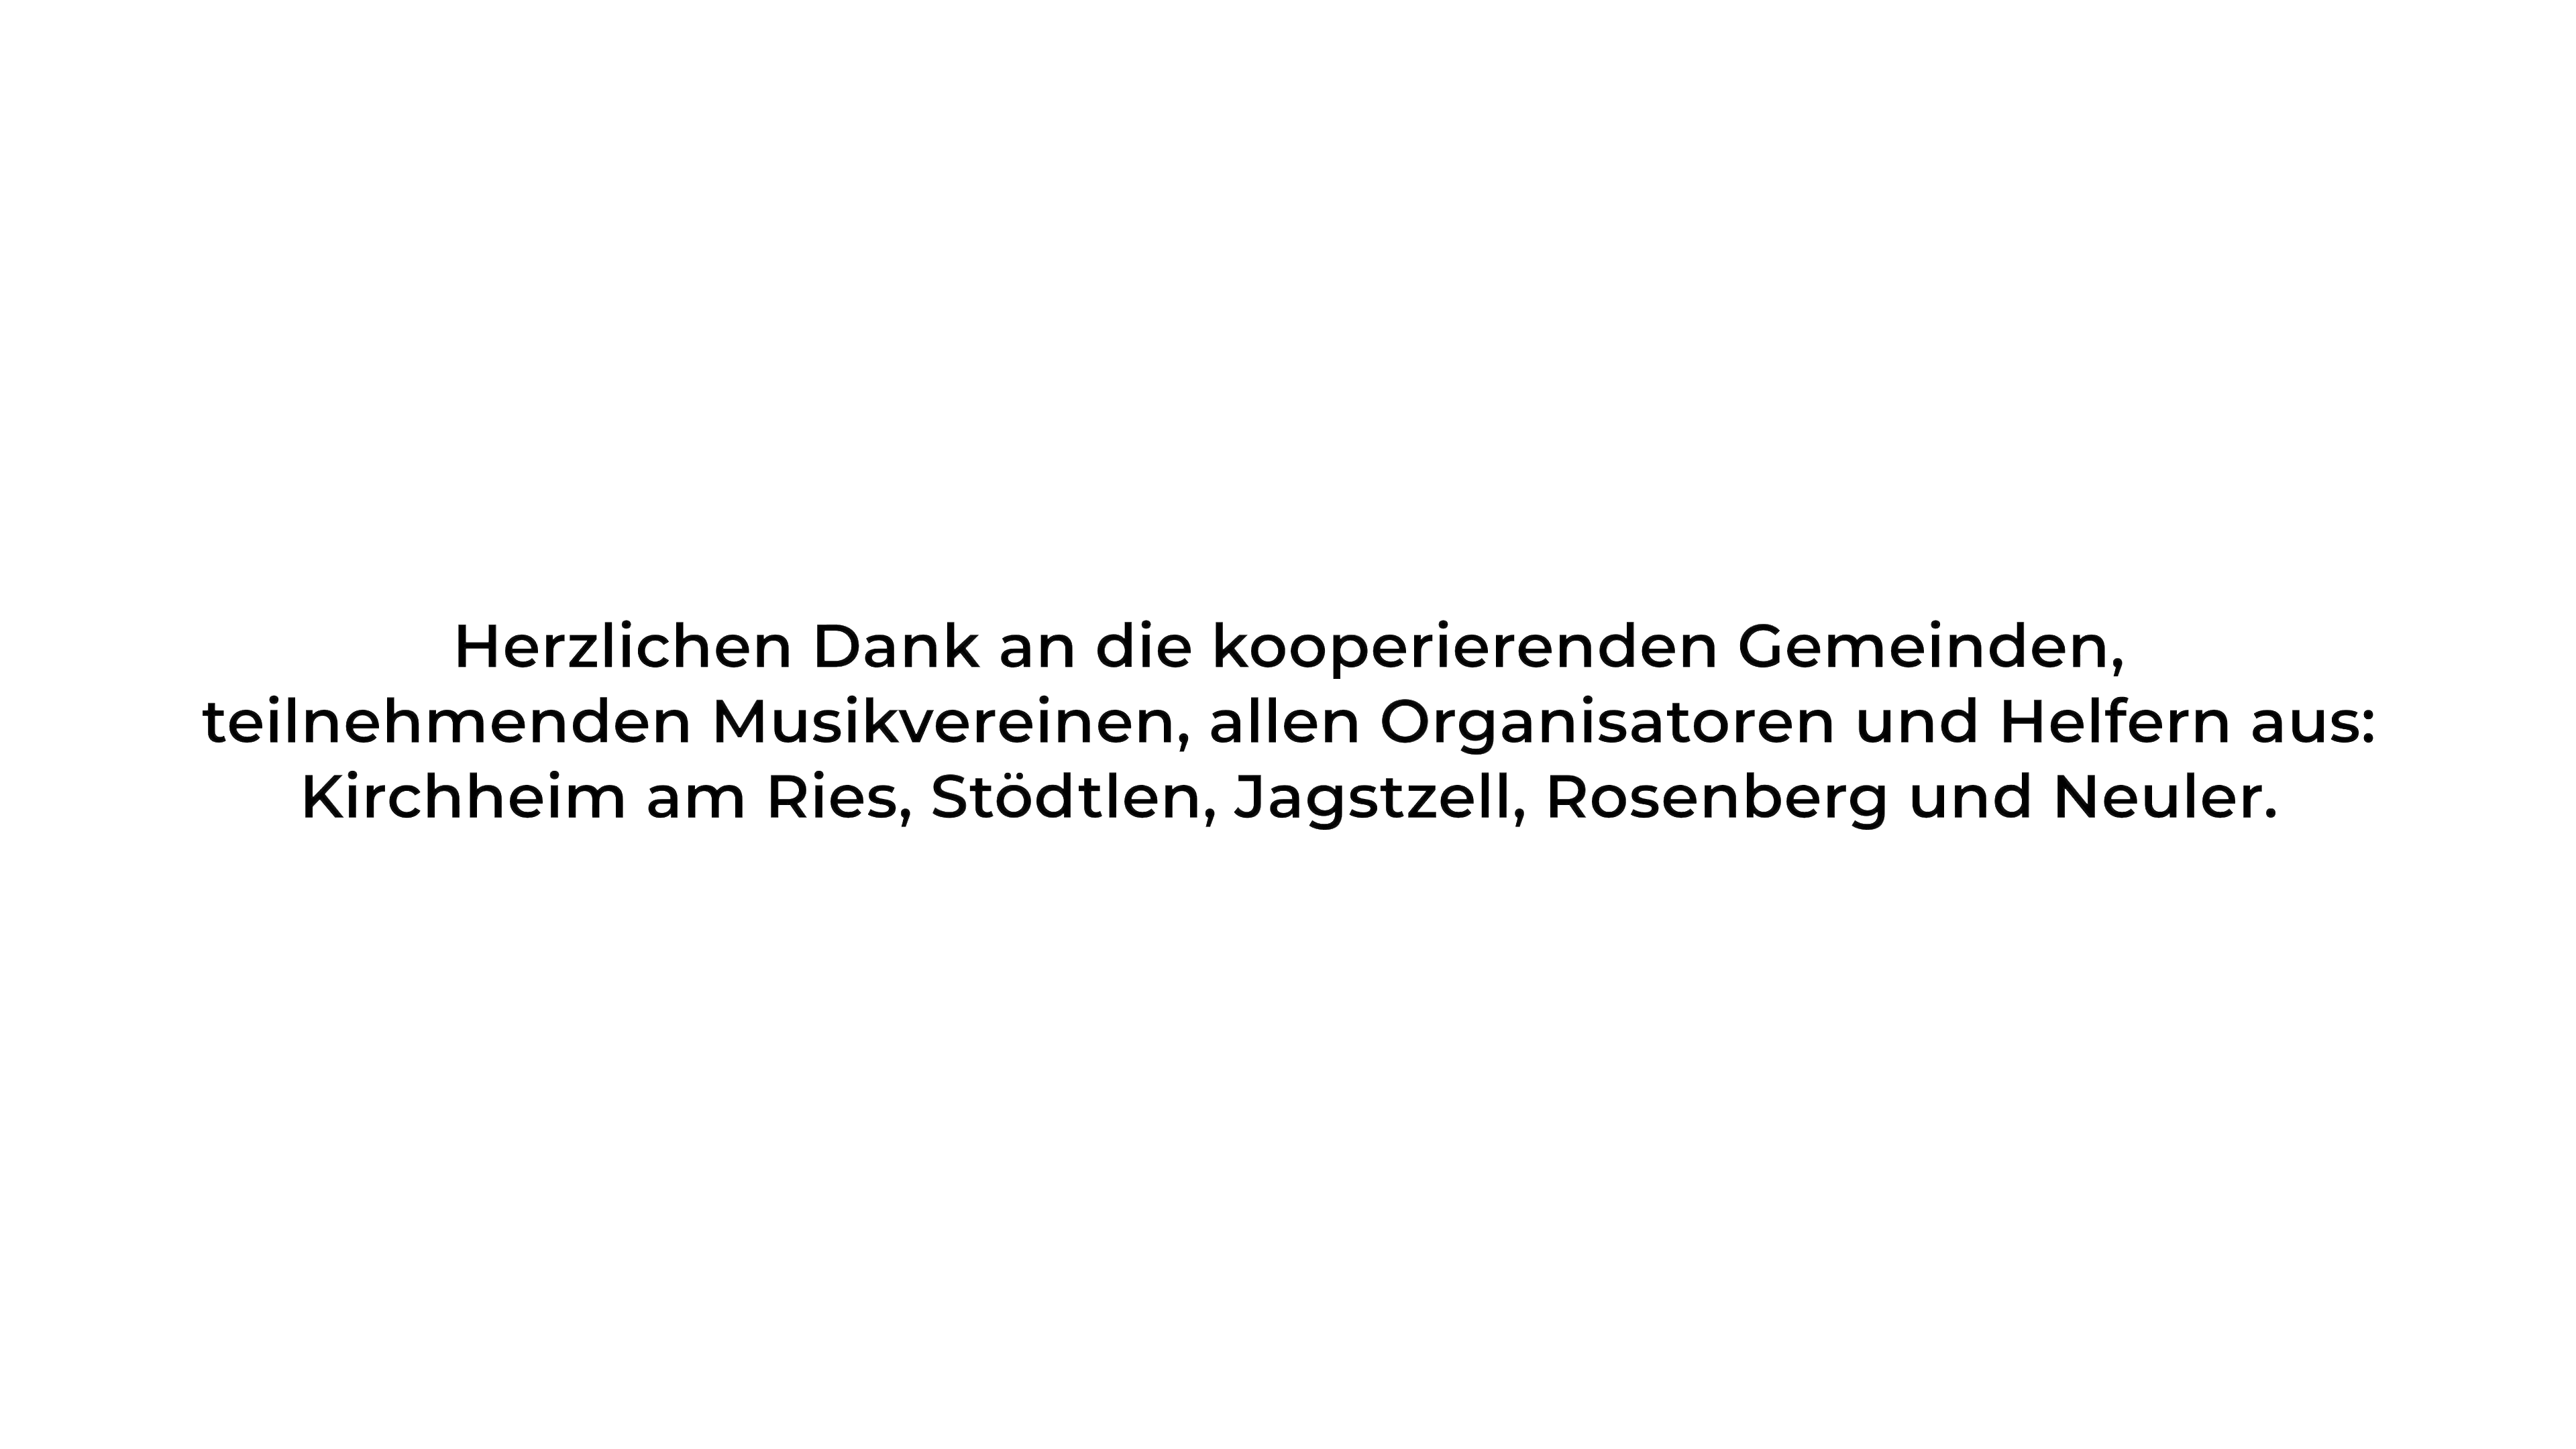 Herzlichen Dank an die kooperierenden Gemeinden,
teilnehmenden Musikvereinen, allen Organisatoren und Helfern aus:
Kirchheim am Ries, Stödtlen, Jagstzell, Rosenberg und Neuler.